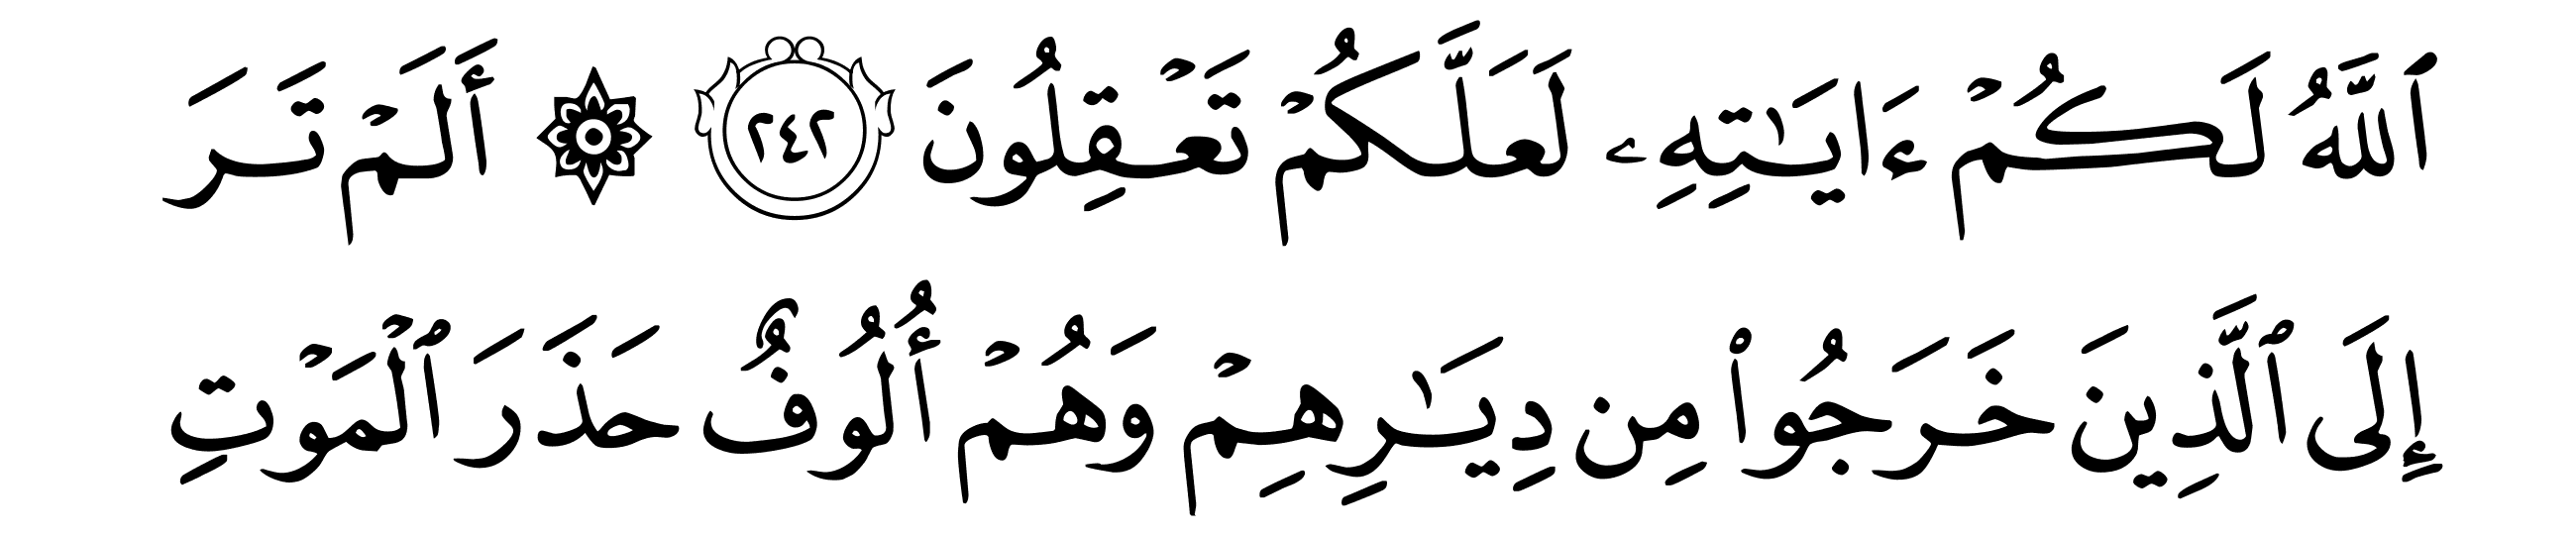 ٱللَّهُ لَكُمْ ءَايَـٰتِهِۦ لَعَلَّكُمْ تَعْقِلُونَ ٢٤٢ ۞ أَلَمْ تَرَ
إِلَى ٱلَّذِينَ خَرَجُوا۟ مِن دِيَـٰرِهِمْ وَهُمْ أُلُوفٌ حَذَرَ ٱلْمَوْتِ